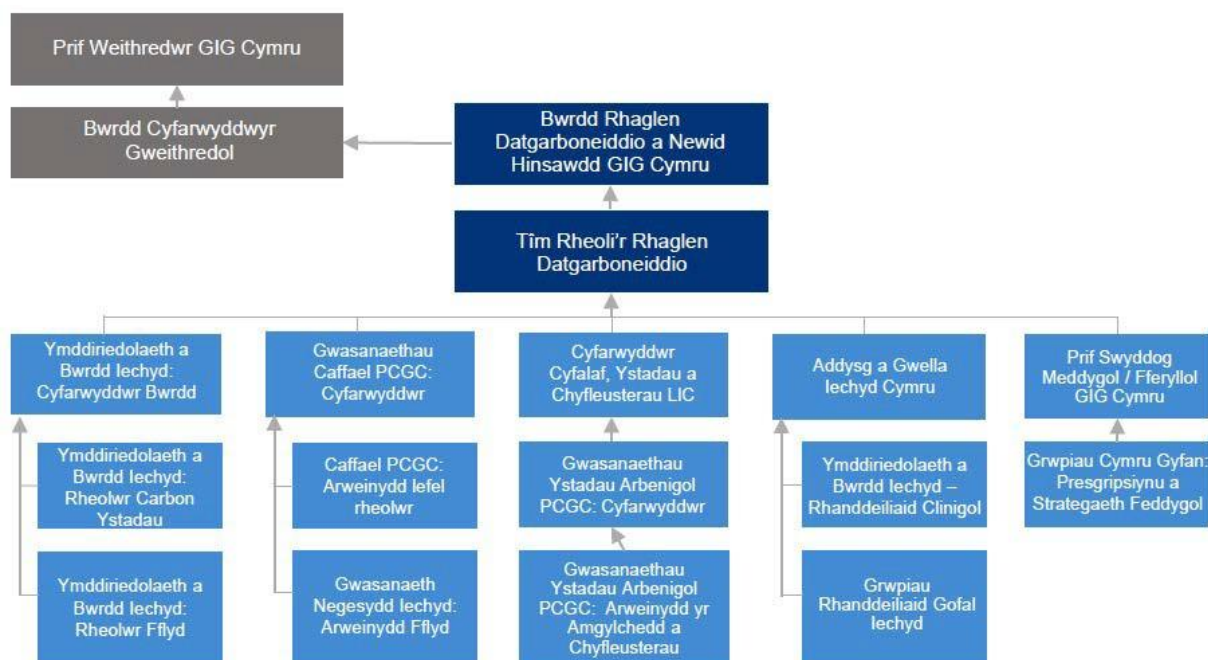 Prif Weithredwr GIG Cymru
Bwrdd Cyfarwyddwyr
Gweithredol
Bwrdd Rhaglen
Datgarboneiddio a Newid
Hinsawdd GIG Cymru
Tîm Rheoli'r Rhaglen
Datgarboneiddio
Ymddiriedolaeth a
Bwrdd Iechyd:
Cyfarwyddwr Bwrdd
Gwasanaethau
Caffael PCGC:
Cyfarwyddwr
Cyfarwyddwr
Cyfalaf, Ystadau a
Chyfleusterau LIC
Addysg a Gwella
Iechyd Cymru
Prif Swyddog
Meddygol / Fferyllol
GIG Cymru
Ymddiriedolaeth a
Bwrdd Iechyd:
Rheolwr Carbon
Ystadau
Caffael PCGC:
Arweinydd lefel
rheolwr
Gwasanaethau
Ystadau Arbenigol
PCGC: Cyfarwyddwr
Ymddiriedolaeth a
Bwrdd Iechyd –
Rhanddeiliaid Clinigol
Grwpiau Cymru Gyfan:
Presgripsiynu a
Strategaeth Feddygol
Ymddiriedolaeth a
Bwrdd Iechyd:
Rheolwr Fflyd
Gwasanaeth
Negesydd Iechyd:
Arweinydd Fflyd
Gwasanaethau
Ystadau Arbenigol
PCGC: Arweinydd yr
Amgylchedd a
Chyfleusterau
Grwpiau
Rhanddeiliaid Gofal
Iechyd